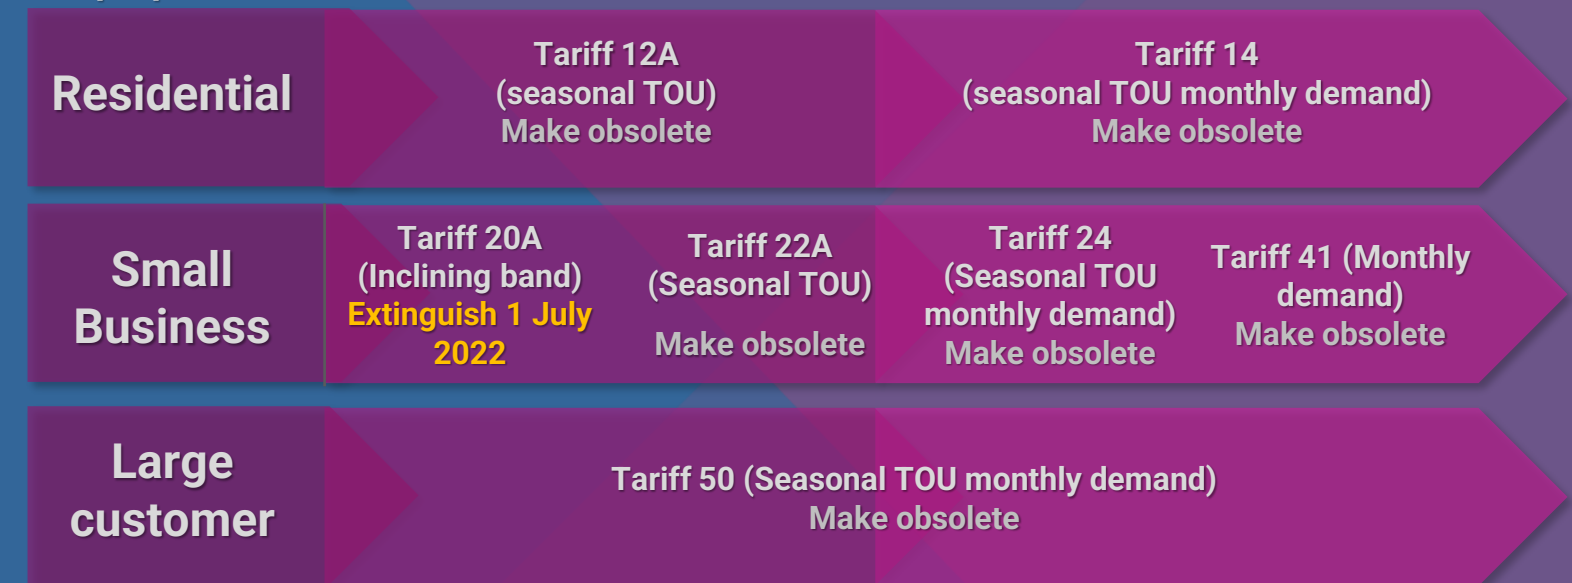 Residential
Tariff 12A
(seasonal TOU)
Make obsolete
Tariff 14
(seasonal TOU monthly demand)
Make obsolete
Small
Business
Tariff 20A
(Inclining band)
Extinguish 1 July
2022
Tariff 22A
(Seasonal TOU)
Make obsolete
Tariff 24
(Seasonal TOU
monthly demand)
Make obsolete
Tariff 41 (Monthly
demand)
Make obsolete
Large
customer
Tariff 50 (Seasonal TOU monthly demand)
Make obsolete